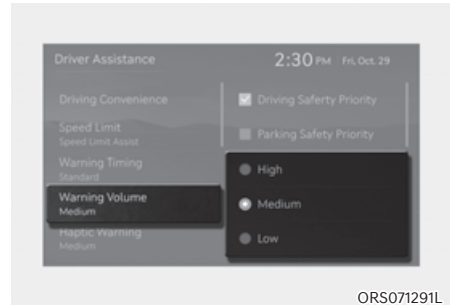 Driver Assistance
2:30 PM Fri, Oct. 29
Driving Convenience
Speed Limit
Speed Limit Assist
Warning Timing
Standard
Warning Volume
Medium
Haptic Warning
Medium
Driving Saferty Priority
Parking Safety Priority
High
Medium
Low
ORS071291L